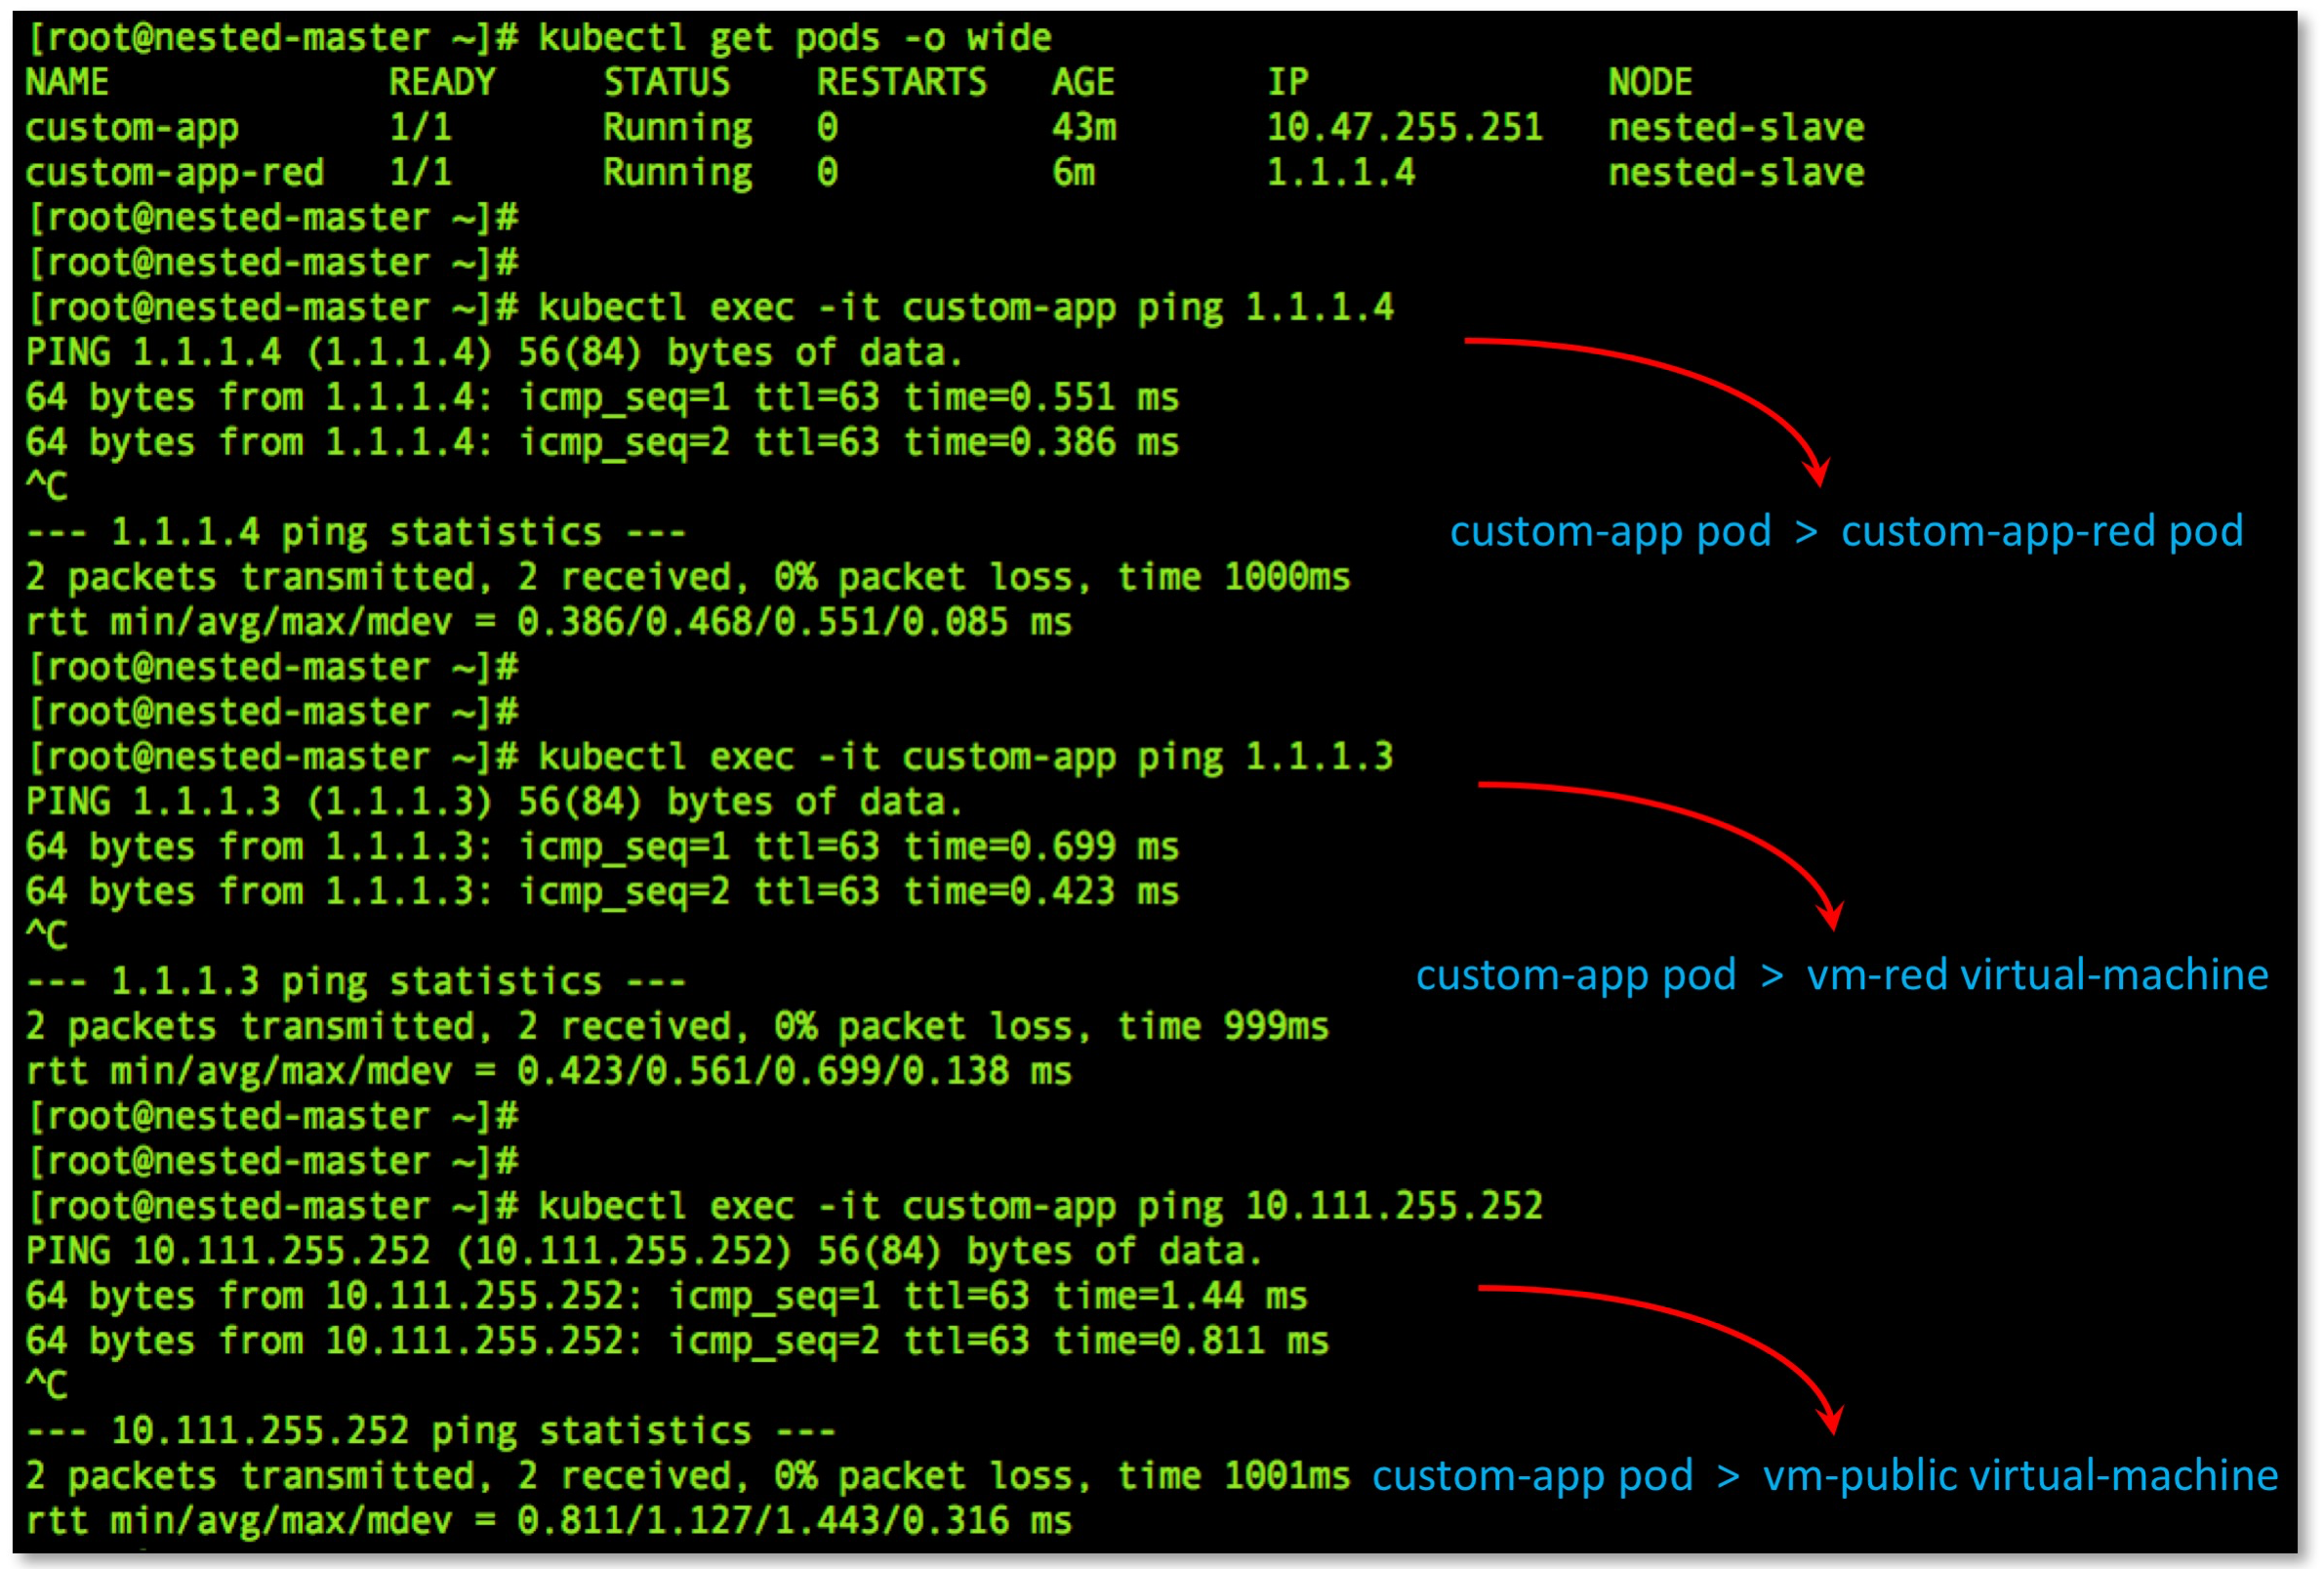 [root@nested-master ~]# kubectl get pods -o wide
NAME             READY     STATUS    RESTARTS   AGE       IP              NODE
custom-app       1/1       Running   0          43m       10.47.255.251   nested-slave
custom-app-red   1/1       Running   0          6m        1.1.1.4         nested-slave
[root@nested-master ~]#
[root@nested-master ~]#
[root@nested-master ~]# kubectl exec -it custom-app ping 1.1.1.4
PING 1.1.1.4 (1.1.1.4) 56(84) bytes of data.
64 bytes from 1.1.1.4: icmp_seq=1 ttl=63 time=0.551 ms
64 bytes from 1.1.1.4: icmp_seq=2 ttl=63 time=0.386 ms
^C
--- 1.1.1.4 ping statistics ---
custom-app pod > custom-app-red pod
2 packets transmitted, 2 received, 0% packet loss, time 1000ms
rtt min/avg/max/mdev = 0.386/0.468/0.551/0.085 ms
[root@nested-master ~]#
[root@nested-master ~]#
[root@nested-master ~]# kubectl exec -it custom-app ping 1.1.1.3
PING 1.1.1.3 (1.1.1.3) 56(84) bytes of data.
64 bytes from 1.1.1.3: icmp_seq=1 ttl=63 time=0.699 ms
64 bytes from 1.1.1.3: icmp_seq=2 ttl=63 time=0.423 ms
^C
--- 1.1.1.3 ping statistics ---
custom-app pod > vm-red virtual-machine
2 packets transmitted, 2 received, 0% packet loss, time 999ms
rtt min/avg/max/mdev = 0.423/0.561/0.699/0.138 ms
[root@nested-master ~]#
[root@nested-master ~]#
[root@nested-master ~]# kubectl exec -it custom-app ping 10.111.255.252
PING 10.111.255.252 (10.111.255.252) 56(84) bytes of data.
64 bytes from 10.111.255.252: icmp_seq=1 ttl=63 time=1.44 ms
64 bytes from 10.111.255.252: icmp_seq=2 ttl=63 time=0.811 ms
^C
--- 10.111.255.252 ping statistics ---
2 packets transmitted, 2 received, 0% packet loss, time 1001ms
custom-app pod > vm-public virtual-machine
rtt min/avg/max/mdev = 0.811/1.127/1.443/0.316 ms